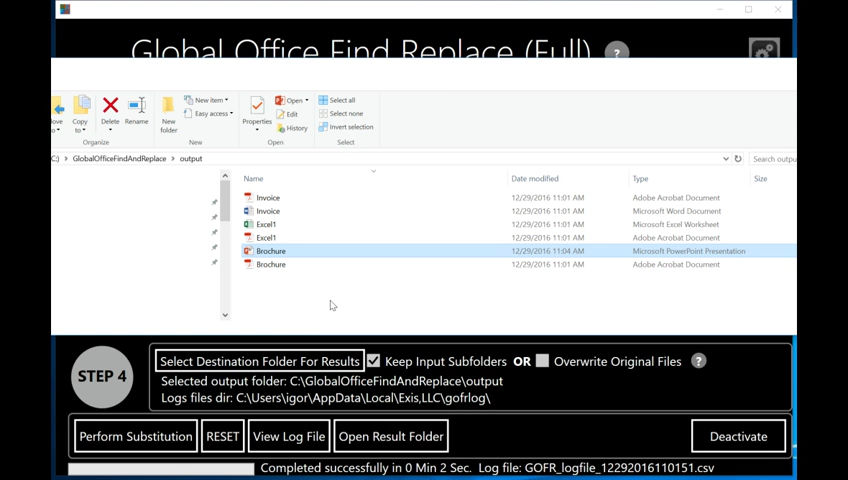 Global Office Find Replace (Full) ?
Copy to
Delete
Rename
New folder
New item
Easy access
Properties
Open
Edit
History
Select all
Select none
Invert selection
Organize New Open Select
GlobalOfficeFindAndReplace > output
Name Date modified Type Size
Invoice 12/29/2016 11:01 AM Adobe Acrobat Document
Invoice 12/29/2016 11:01 AM Microsoft Word Document
Excel1 12/29/2016 11:01 AM Microsoft Excel Worksheet
Excel1 12/29/2016 11:01 AM Adobe Acrobat Document
Brochure 12/29/2016 11:04 AM Microsoft PowerPoint Presentation
Brochure 12/29/2016 11:01 AM Adobe Acrobat Document
STEP 4
Select Destination Folder For Results Keep Input Subfolders OR Overwrite Original Files ?
Selected output folder: C:\GlobalOfficeFindAndReplace\output
Logs files dir: C:\Users\igor\AppData\Local\Exis,LLC\gofrlog\
Perform Substitution RESET View Log File Open Result Folder Deactivate
Completed successfully in 0 Min 2 Sec. Log file: GOFR_logfile_12292016110151.csv